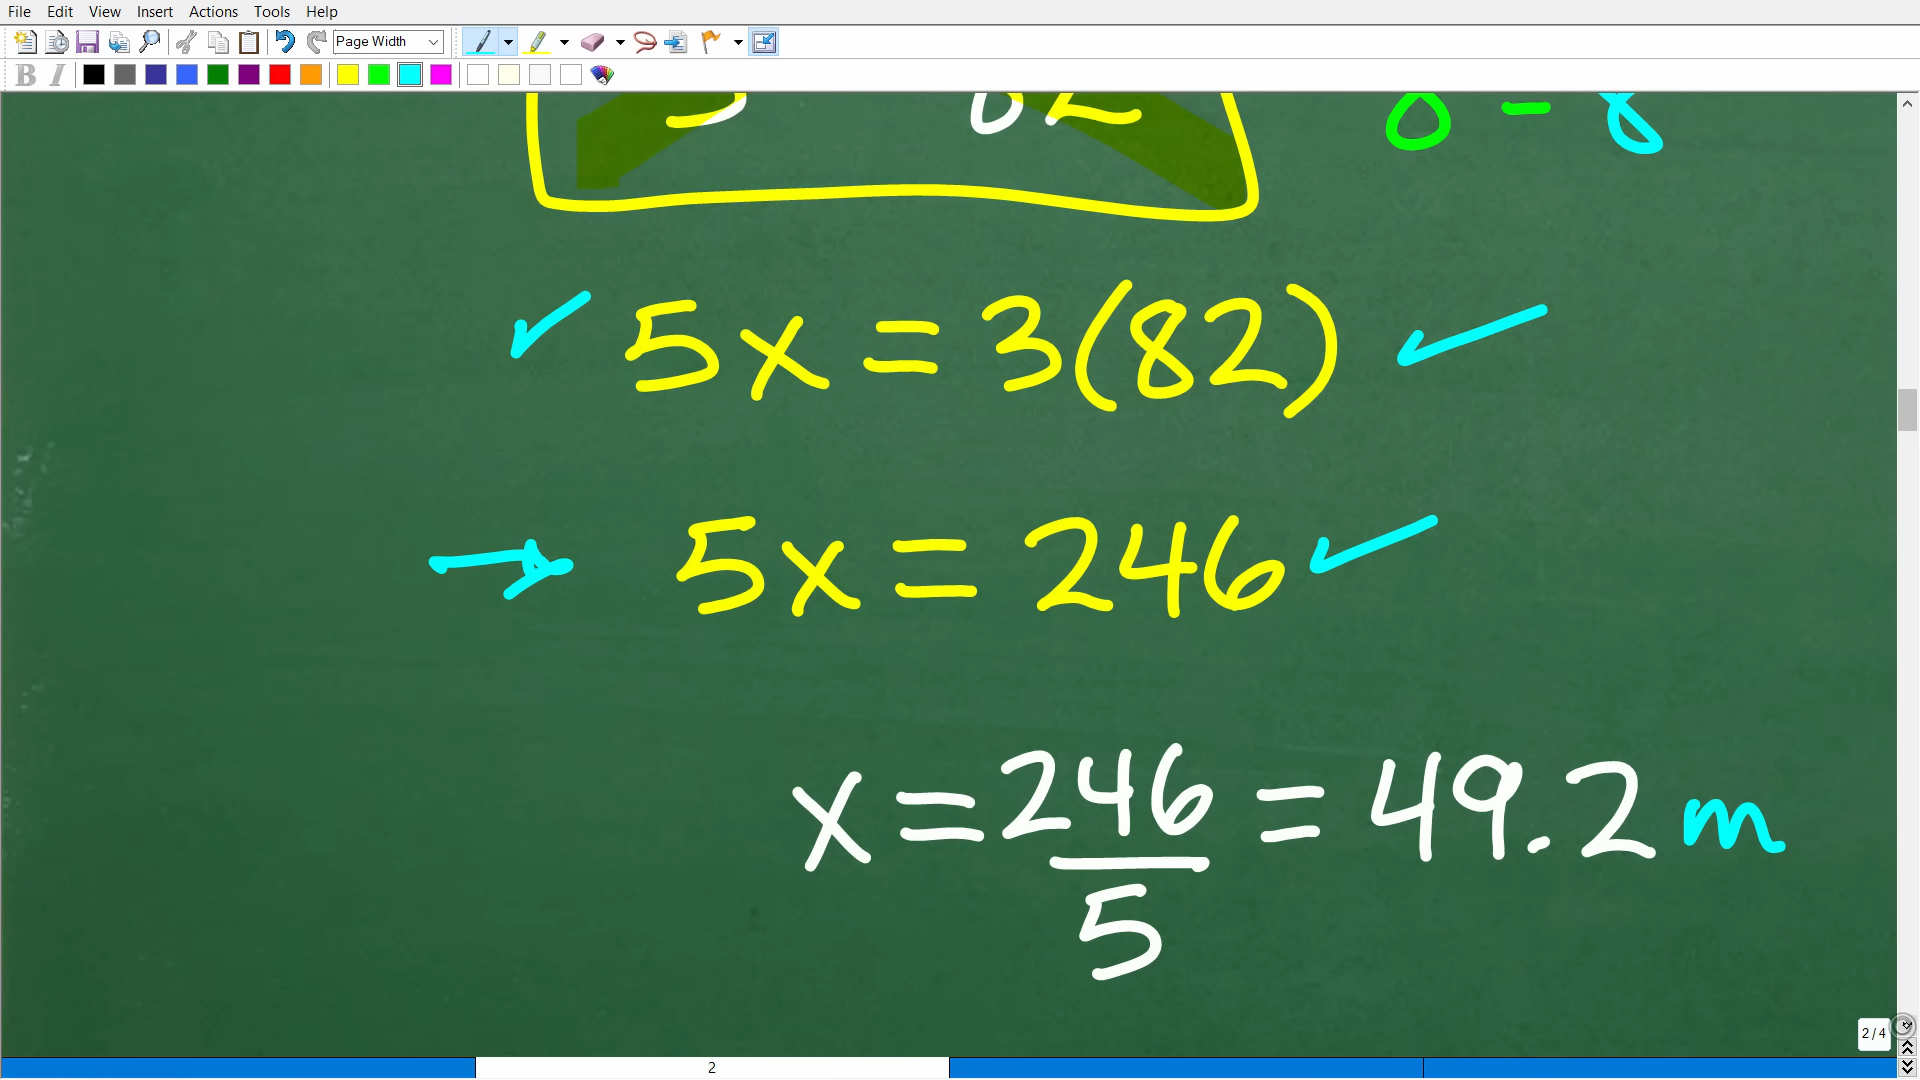 File Edit View Insert Actions Tools Help
Page Width
B I
5x = 3(82)
5x = 246
x = 246/5 = 49.2 m
2 / 4
2